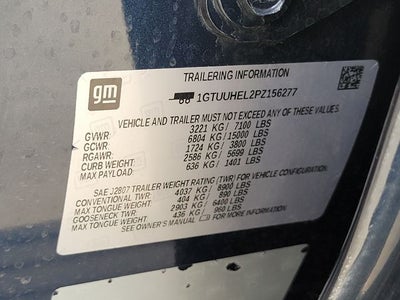 gm
TRAILERING INFORMATION
1GTUUHEL2PZ156277
VEHICLE AND TRAILER MUST NOT EXCEED ANY OF THESE RATINGS
GVWR: 3221 KG/ 7100 LBS
GCWR: 6804 KG/15000 LBS
RGAWR: 1724 KG/ 3800 LBS
CURB WEIGHT: 2586 KG/ 5699 LBS
MAX PAYLOAD: 636 KG/ 1401 LBS
SAE J2807 TRAILER WEIGHT RATING (TWR) FOR VEHICLE CONFIGURATION:
CONVENTIONAL TWR: 4037 KG/ 8900 LBS
MAX TONGUE WEIGHT: 404 KG/ 890 LBS
GOOSENECK TWR: 2903 KG/ 6400 LBS
MAX TONGUE WEIGHT: 436 KG/ 960 LBS
SEE OWNER'S MANUAL FOR MORE INFORMATION